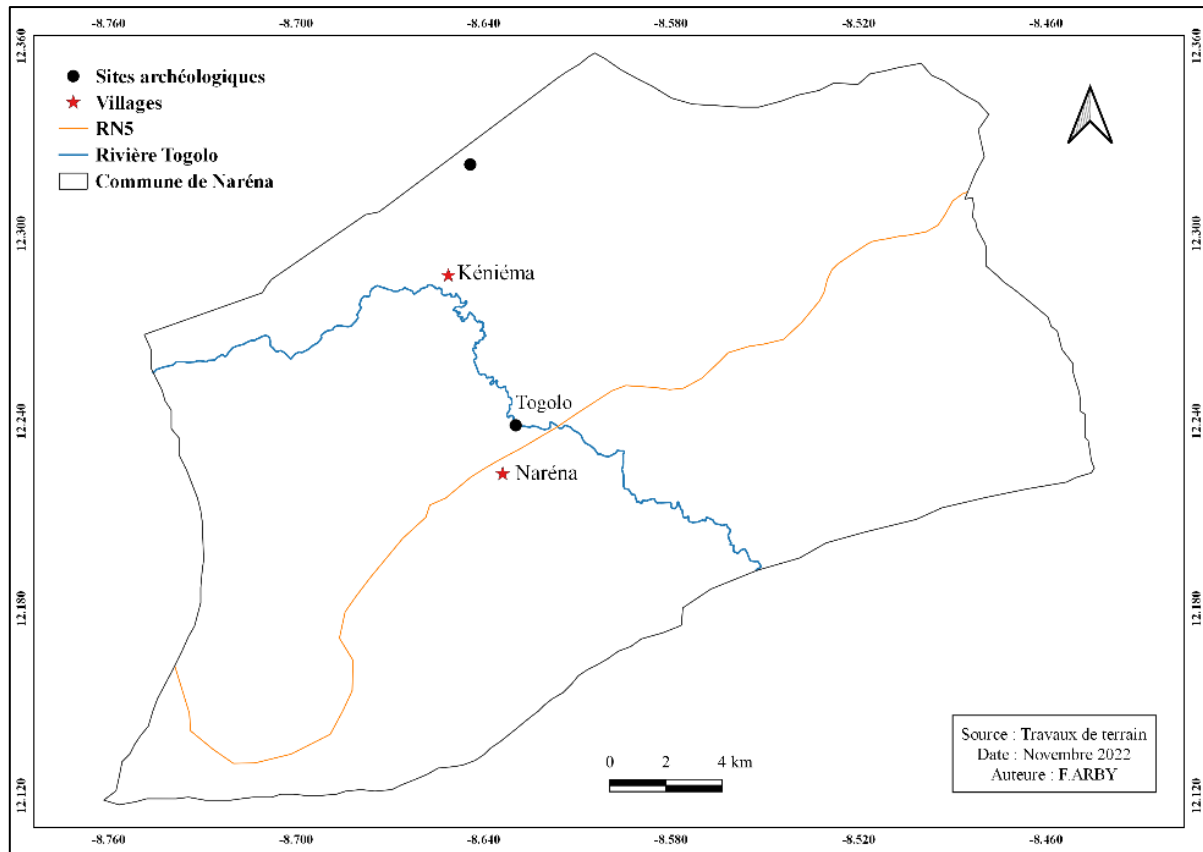 -8.760 -8.700 -8.640 -8.580 -8.520 -8.460
12.360 12.360
Sites archéologiques
Villages
RN5
Rivière Togolo
Commune de Naréna
12.300 12.300
Kéniéma
Togolo
12.240 12.240
Naréna
12.180 12.180
Source : Travaux de terrain
Date : Novembre 2022
Auteure : F.ARBY
0 2 4 km
12.120 12.120
-8.760 -8.700 -8.640 -8.580 -8.520 -8.460